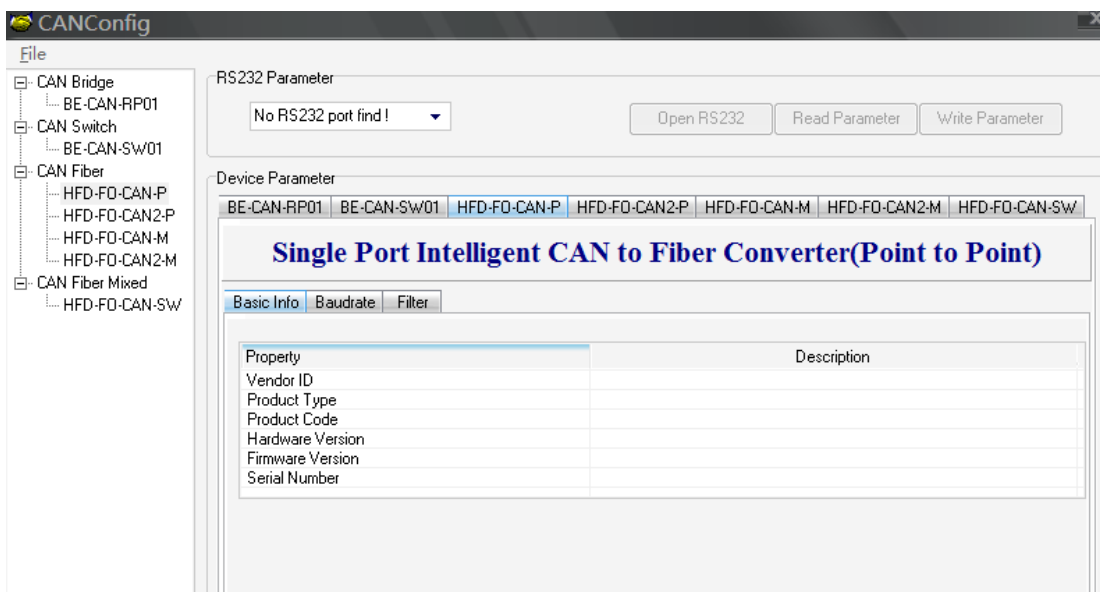 CANConfig
File
CAN Bridge
BE-CAN-RP01
CAN Switch
BE-CAN-SW01
CAN Fiber
HFD-FO-CAN-P
HFD-FO-CAN2-P
HFD-FO-CAN-M
HFD-FO-CAN2-M
CAN Fiber Mixed
HFD-FO-CAN-SW
RS232 Parameter
No RS232 port find !
Open RS232 Read Parameter Write Parameter
Device Parameter
BE-CAN-RP01 BE-CAN-SW01 HFD-FO-CAN-P HFD-FO-CAN2-P HFD-FO-CAN-M HFD-FO-CAN2-M HFD-FO-CAN-SW
Single Port Intelligent CAN to Fiber Converter(Point to Point)
Basic Info Baudrate Filter
Property Description
Vendor ID
Product Type
Product Code
Hardware Version
Firmware Version
Serial Number